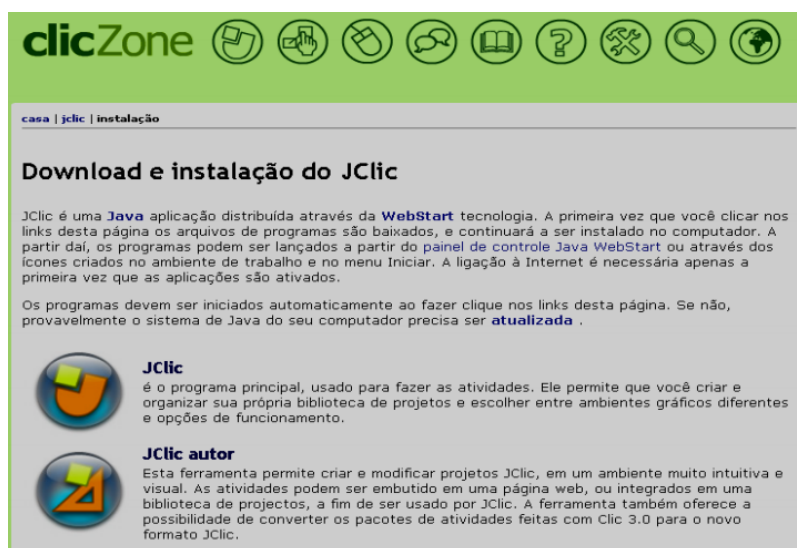 clicZone
casa | jclic | instalação
Download e instalação do JClic
JClic é uma Java aplicação distribuída através da WebStart tecnologia. A primeira vez que você clicar nos
links desta página os arquivos de programas são baixados, e continuará a ser instalado no computador. A
partir daí, os programas podem ser lançados a partir do painel de controle Java WebStart ou através dos
ícones criados no ambiente de trabalho e no menu Iniciar. A ligação à Internet é necessária apenas a
primeira vez que as aplicações são ativados.
Os programas devem ser iniciados automaticamente ao fazer clique nos links desta página. Se não,
provavelmente o sistema de Java do seu computador precisa ser atualizada .
JClic
é o programa principal, usado para fazer as atividades. Ele permite que você criar e
organizar sua própria biblioteca de projetos e escolher entre ambientes gráficos diferentes
e opções de funcionamento.
JClic autor
Esta ferramenta permite criar e modificar projetos JClic, em um ambiente muito intuitiva e
visual. As atividades podem ser embutido em uma página web, ou integrados em uma
biblioteca de projectos, a fim de ser usado por JClic. A ferramenta também oferece a
possibilidade de converter os pacotes de atividades feitas com Clic 3.0 para o novo
formato JClic.